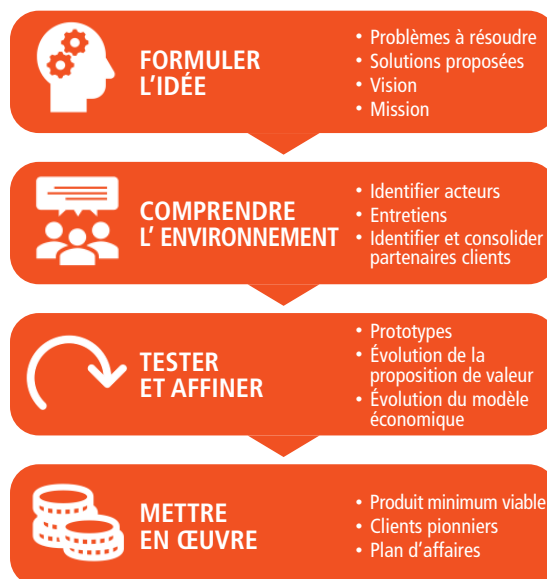 FORMULER
L’IDÉE
• Problèmes à résoudre
• Solutions proposées
• Vision
• Mission
COMPRENDRE
L’ ENVIRONNEMENT
• Identifier acteurs
• Entretiens
• Identifier et consolider
partenaires clients
TESTER
ET AFFINER
• Prototypes
• Évolution de la
proposition de valeur
• Évolution du modèle
économique
METTRE
EN ŒUVRE
• Produit minimum viable
• Clients pionniers
• Plan d’affaires